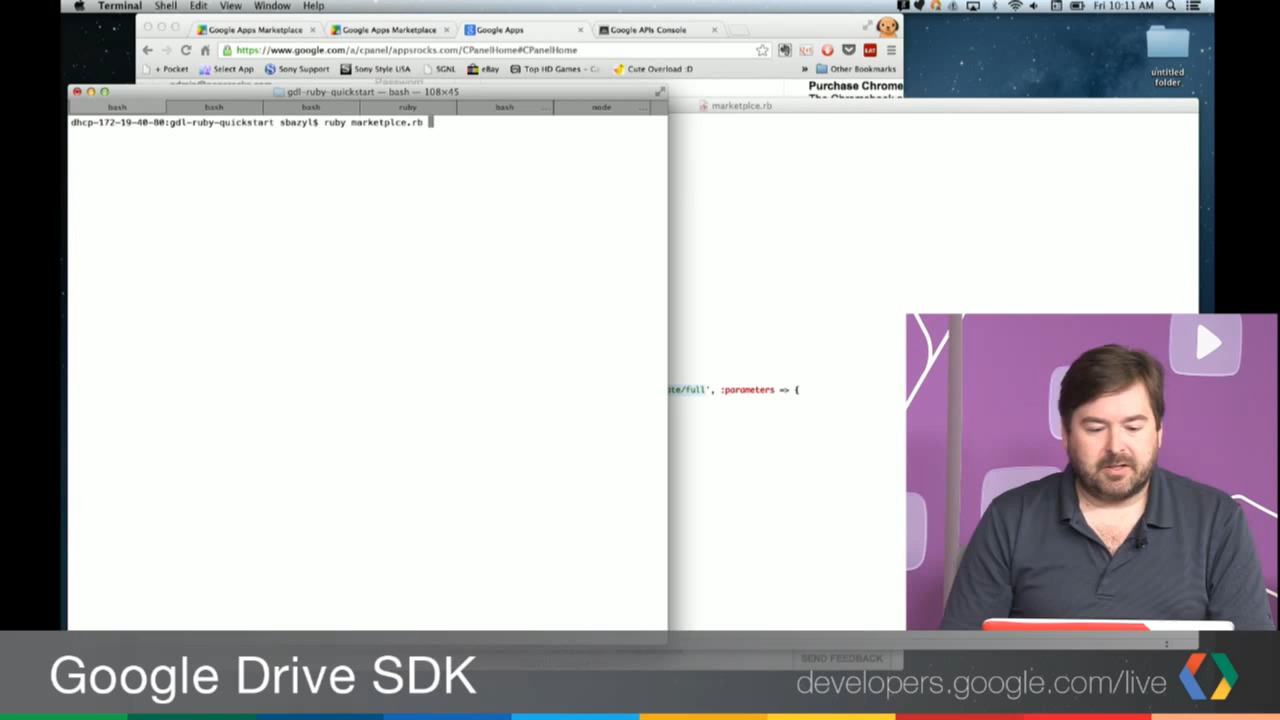 Terminal Shell Edit View Window Help Fri 10:11 AM
Google Apps Marketplace Google Apps Marketplace Google Apps Google APIs Console
https://www.google.com/a/cpanel/appsrocks.com/CPanelHome#CPanelHome
+ Pocket Select App Sony Support Sony Style USA SGNL eBay Top HD Games - Cute Overload :D » Other Bookmarks
untitled folder
Purchase Chrome
gdl-ruby-quickstart — bash — 108×45
bash bash bash ruby bash ... node ...
marketplce.rb
dhcp-172-19-40-80:gdl-ruby-quickstart sbazyl$ ruby marketplce.rb
te/full', :parameters => {
SEND FEEDBACK
Google Drive SDK
developers.google.com/live